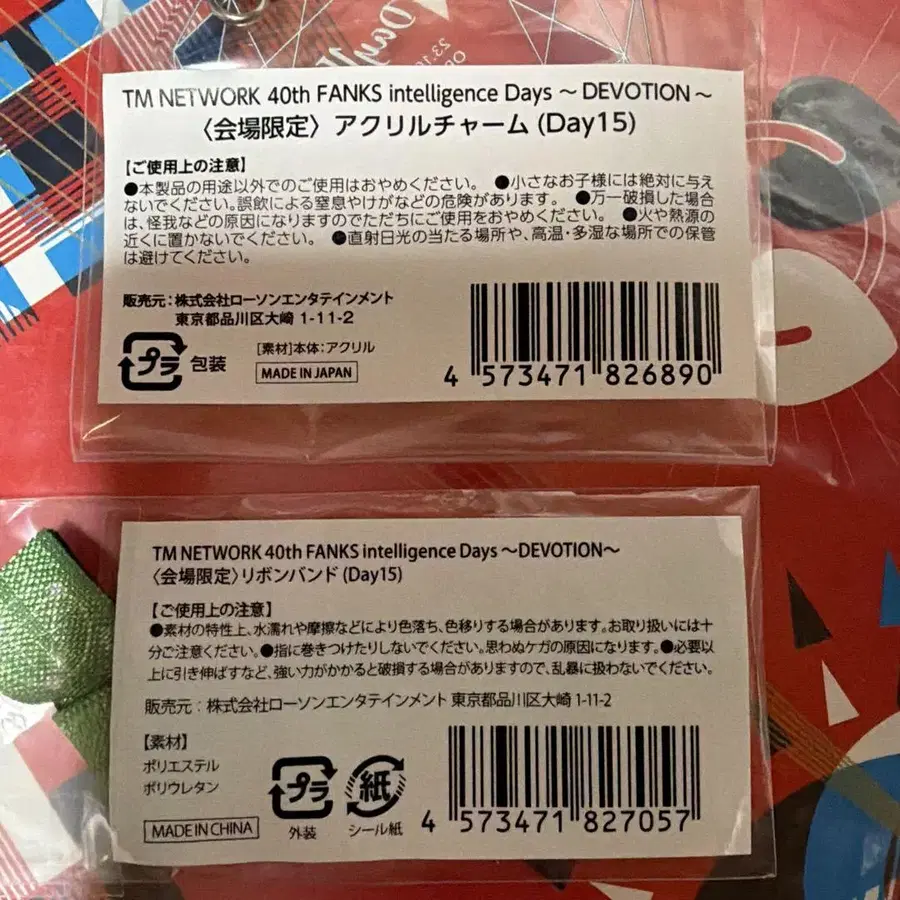 Day1
23.10
TM NETWORK 40th FANKS intelligence Days ～DEVOTION～
〈会場限定〉アクリルチャーム (Day15)
【ご使用上の注意】
●本製品の用途以外でのご使用はおやめください。 ●小さなお子様には絶対に与え
ないでください。誤飲による窒息やけがなどの危険があります。 ●万一破損した場合
は、怪我などの原因になりますのでただちにご使用をおやめください。 ●火や熱源の
近くに置かないでください。 ●直射日光の当たる場所や、高温・多湿な場所での保管
は避けてください。
販売元：株式会社ローソンエンタテインメント
東京都品川区大崎 1-11-2
プラ 包装
[素材]本体：アクリル
MADE IN JAPAN
4 573471 826890
TM NETWORK 40th FANKS intelligence Days ～DEVOTION～
〈会場限定〉リボンバンド (Day15)
【ご使用上の注意】
●素材の特性上、水濡れや摩擦などにより色落ち、色移りする場合があります。お取り扱いには十
分ご注意ください。●指に巻きつけたりしないでください。思わぬケガの原因になります。●必要以
上に引き伸ばすなど、強い力がかかると破損する場合がありますので、乱暴に扱わないでください。
販売元：株式会社ローソンエンタテインメント 東京都品川区大崎 1-11-2
【素材】
ポリエステル
ポリウレタン
MADE IN CHINA
プラ
外装
紙
シール紙
4 573471 827057